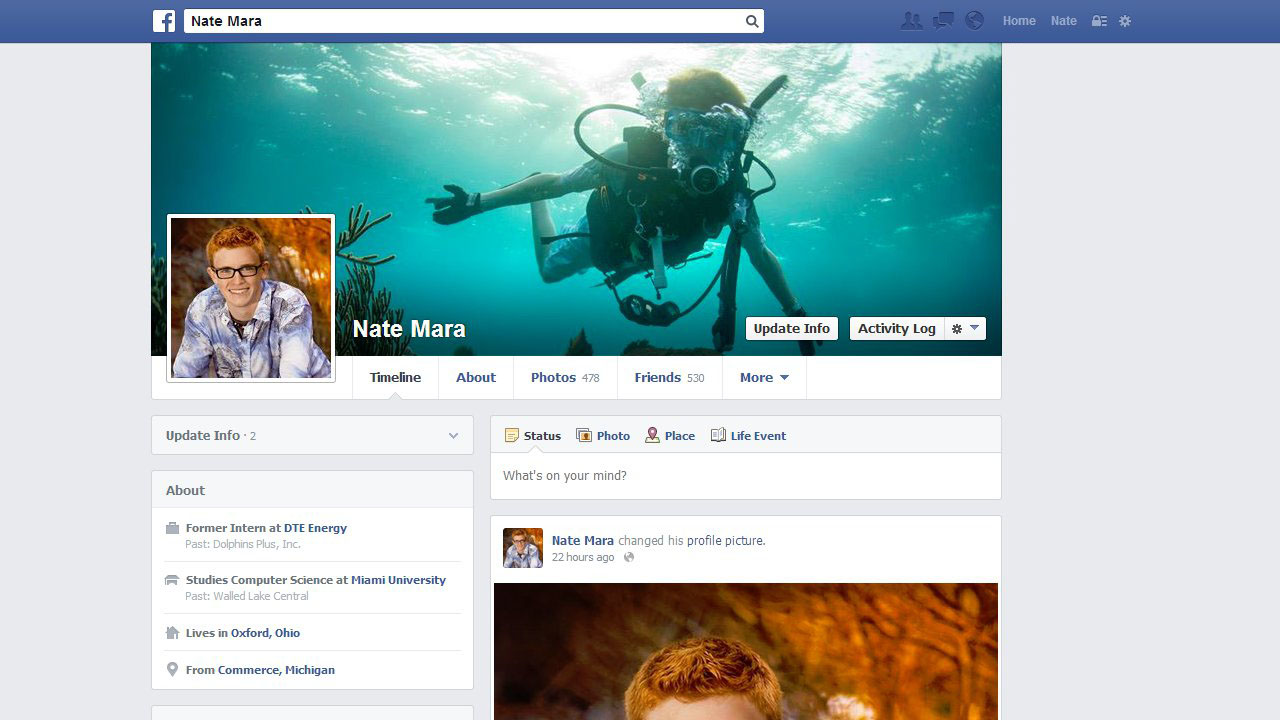 f Nate Mara
Home Nate
Nate Mara
Update Info Activity Log
Timeline About Photos 478 Friends 530 More
Update Info · 2
About
Former Intern at DTE Energy
Past: Dolphins Plus, Inc.
Studies Computer Science at Miami University
Past: Walled Lake Central
Lives in Oxford, Ohio
From Commerce, Michigan
Status Photo Place Life Event
What's on your mind?
Nate Mara changed his profile picture.
22 hours ago